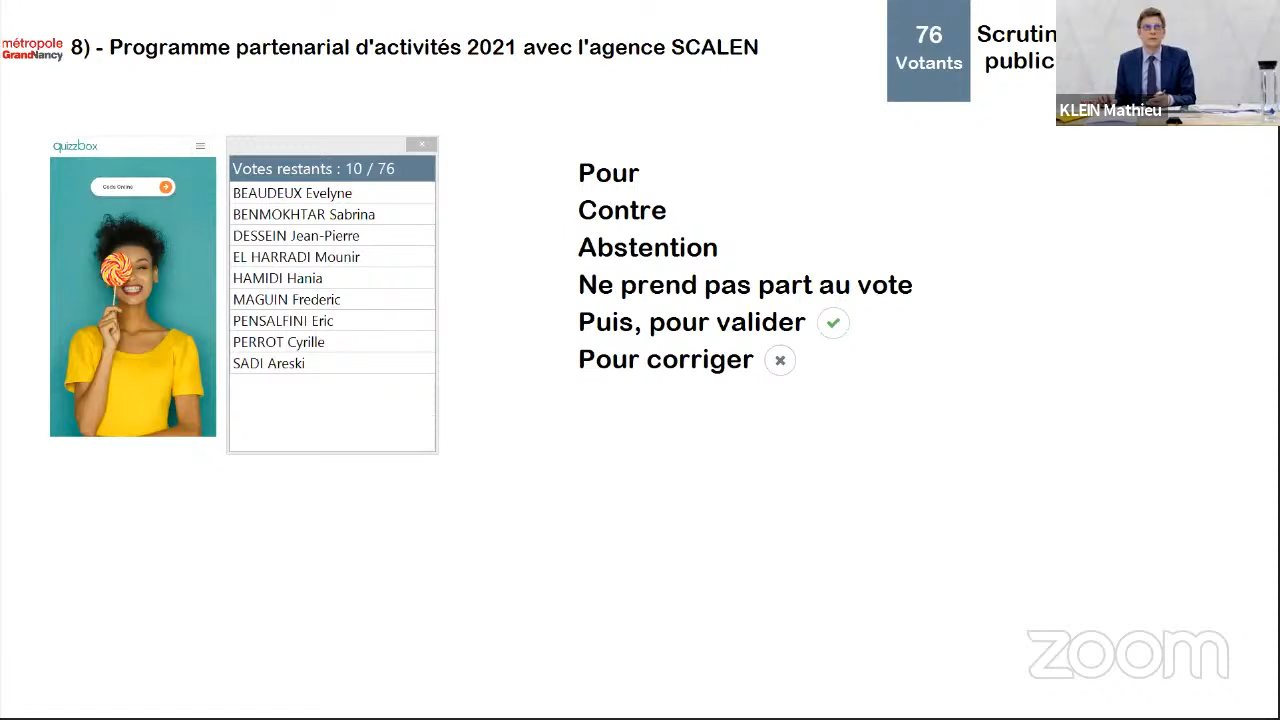 métropole
GrandNancy
8) - Programme partenarial d'activités 2021 avec l'agence SCALEN
76
Votants
Scrutin
public
KLEIN Mathieu
quizzbox
Code Online
Votes restants : 10 / 76
BEAUDEUX Evelyne
BENMOKHTAR Sabrina
DESSEIN Jean-Pierre
EL HARRADI Mounir
HAMIDI Hania
MAGUIN Frederic
PENSALFINI Eric
PERROT Cyrille
SADI Areski
Pour
Contre
Abstention
Ne prend pas part au vote
Puis, pour valider
Pour corriger
zoom